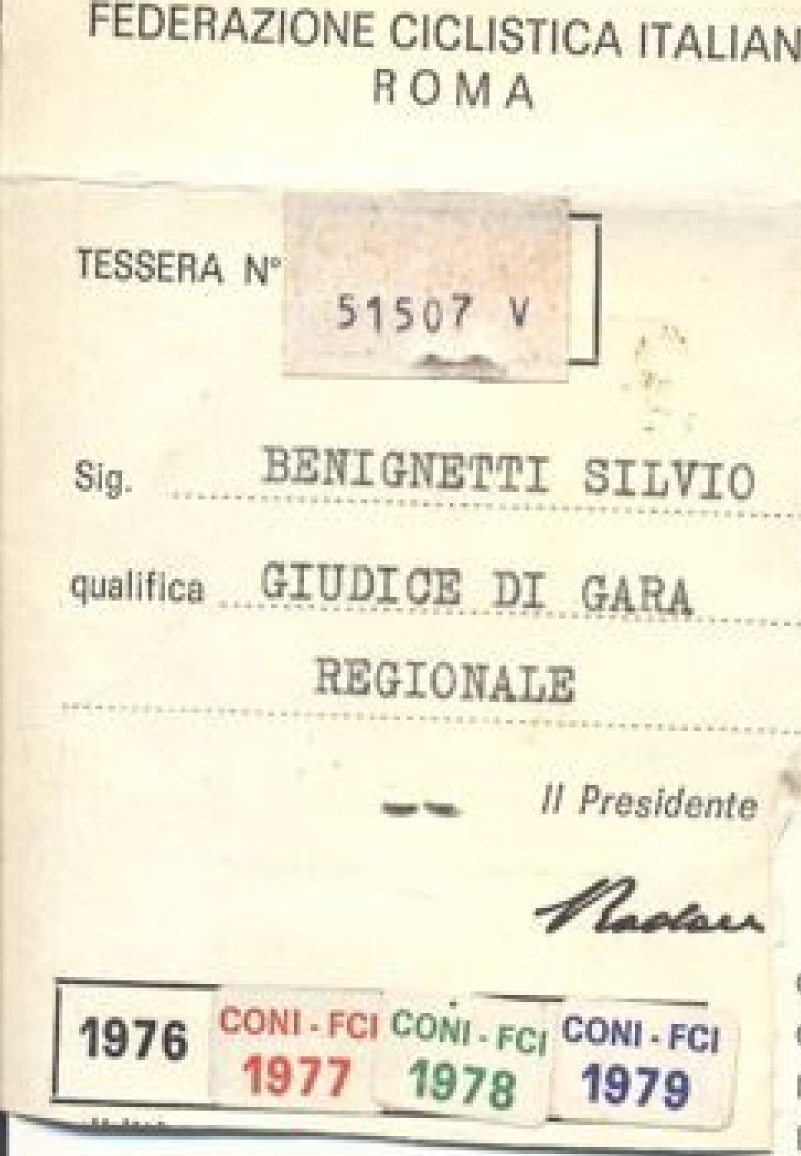 FEDERAZIONE CICLISTICA ITALIAN
ROMA
TESSERA N° 51507 V
Sig. BENIGNETTI SILVIO
qualifica GIUDICE DI GARA
REGIONALE
Il Presidente
1976 CONI - FCI 1977 CONI - FCI 1978 CONI - FCI 1979